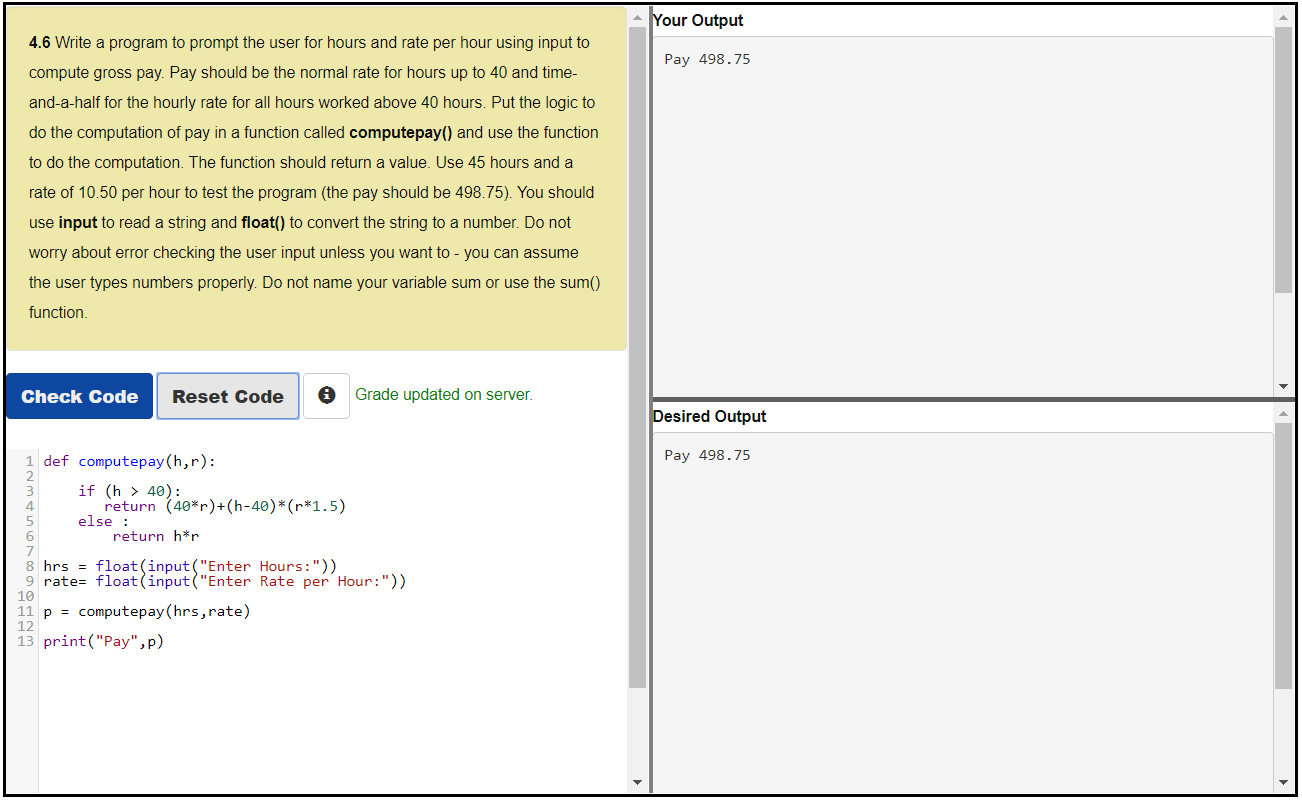 4.6 Write a program to prompt the user for hours and rate per hour using input to
compute gross pay. Pay should be the normal rate for hours up to 40 and time-
and-a-half for the hourly rate for all hours worked above 40 hours. Put the logic to
do the computation of pay in a function called computepay() and use the function
to do the computation. The function should return a value. Use 45 hours and a
rate of 10.50 per hour to test the program (the pay should be 498.75). You should
use input to read a string and float() to convert the string to a number. Do not
worry about error checking the user input unless you want to - you can assume
the user types numbers properly. Do not name your variable sum or use the sum()
function.
Check Code
Reset Code
Grade updated on server.
1 def computepay(h,r):
2
3     if (h > 40):
4        return (40*r)+(h-40)*(r*1.5)
5     else :
6         return h*r
7
8 hrs = float(input("Enter Hours:"))
9 rate= float(input("Enter Rate per Hour:"))
10
11 p = computepay(hrs,rate)
12
13 print("Pay",p)
Your Output
Pay 498.75
Desired Output
Pay 498.75